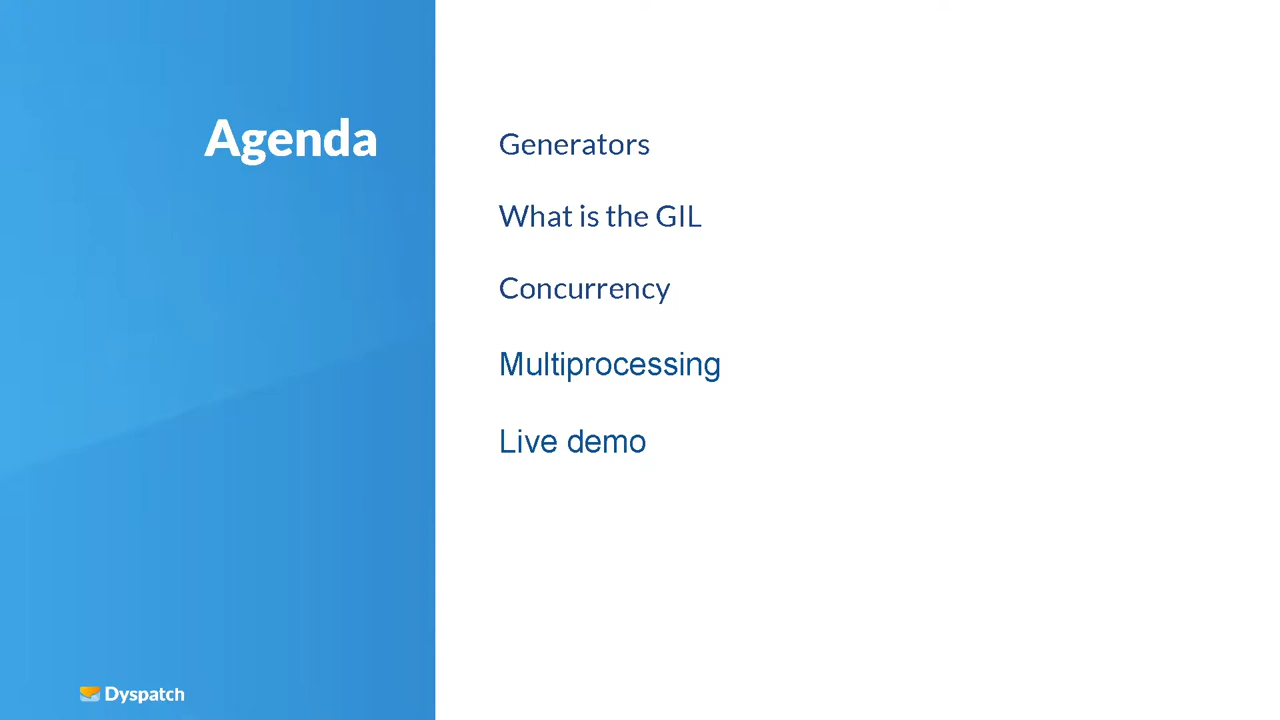 Agenda
Generators
What is the GIL
Concurrency
Multiprocessing
Live demo
Dyspatch